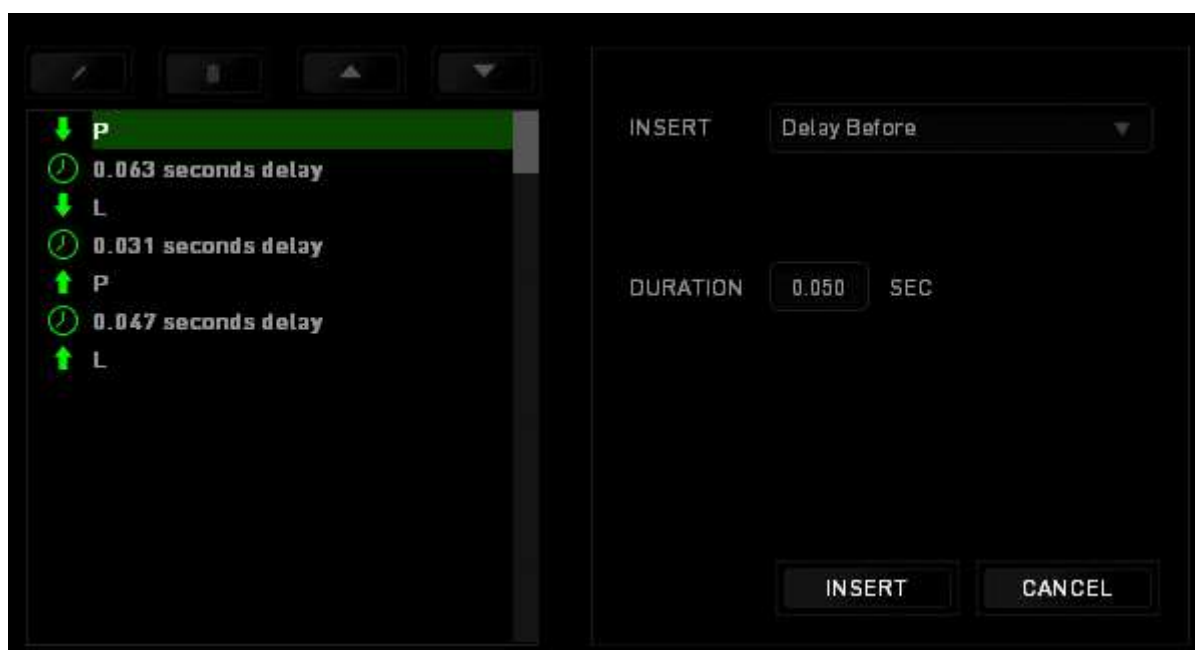 P
0.063 seconds delay
L
0.031 seconds delay
P
0.047 seconds delay
L
INSERT Delay Before
DURATION 0.050 SEC
INSERT CANCEL